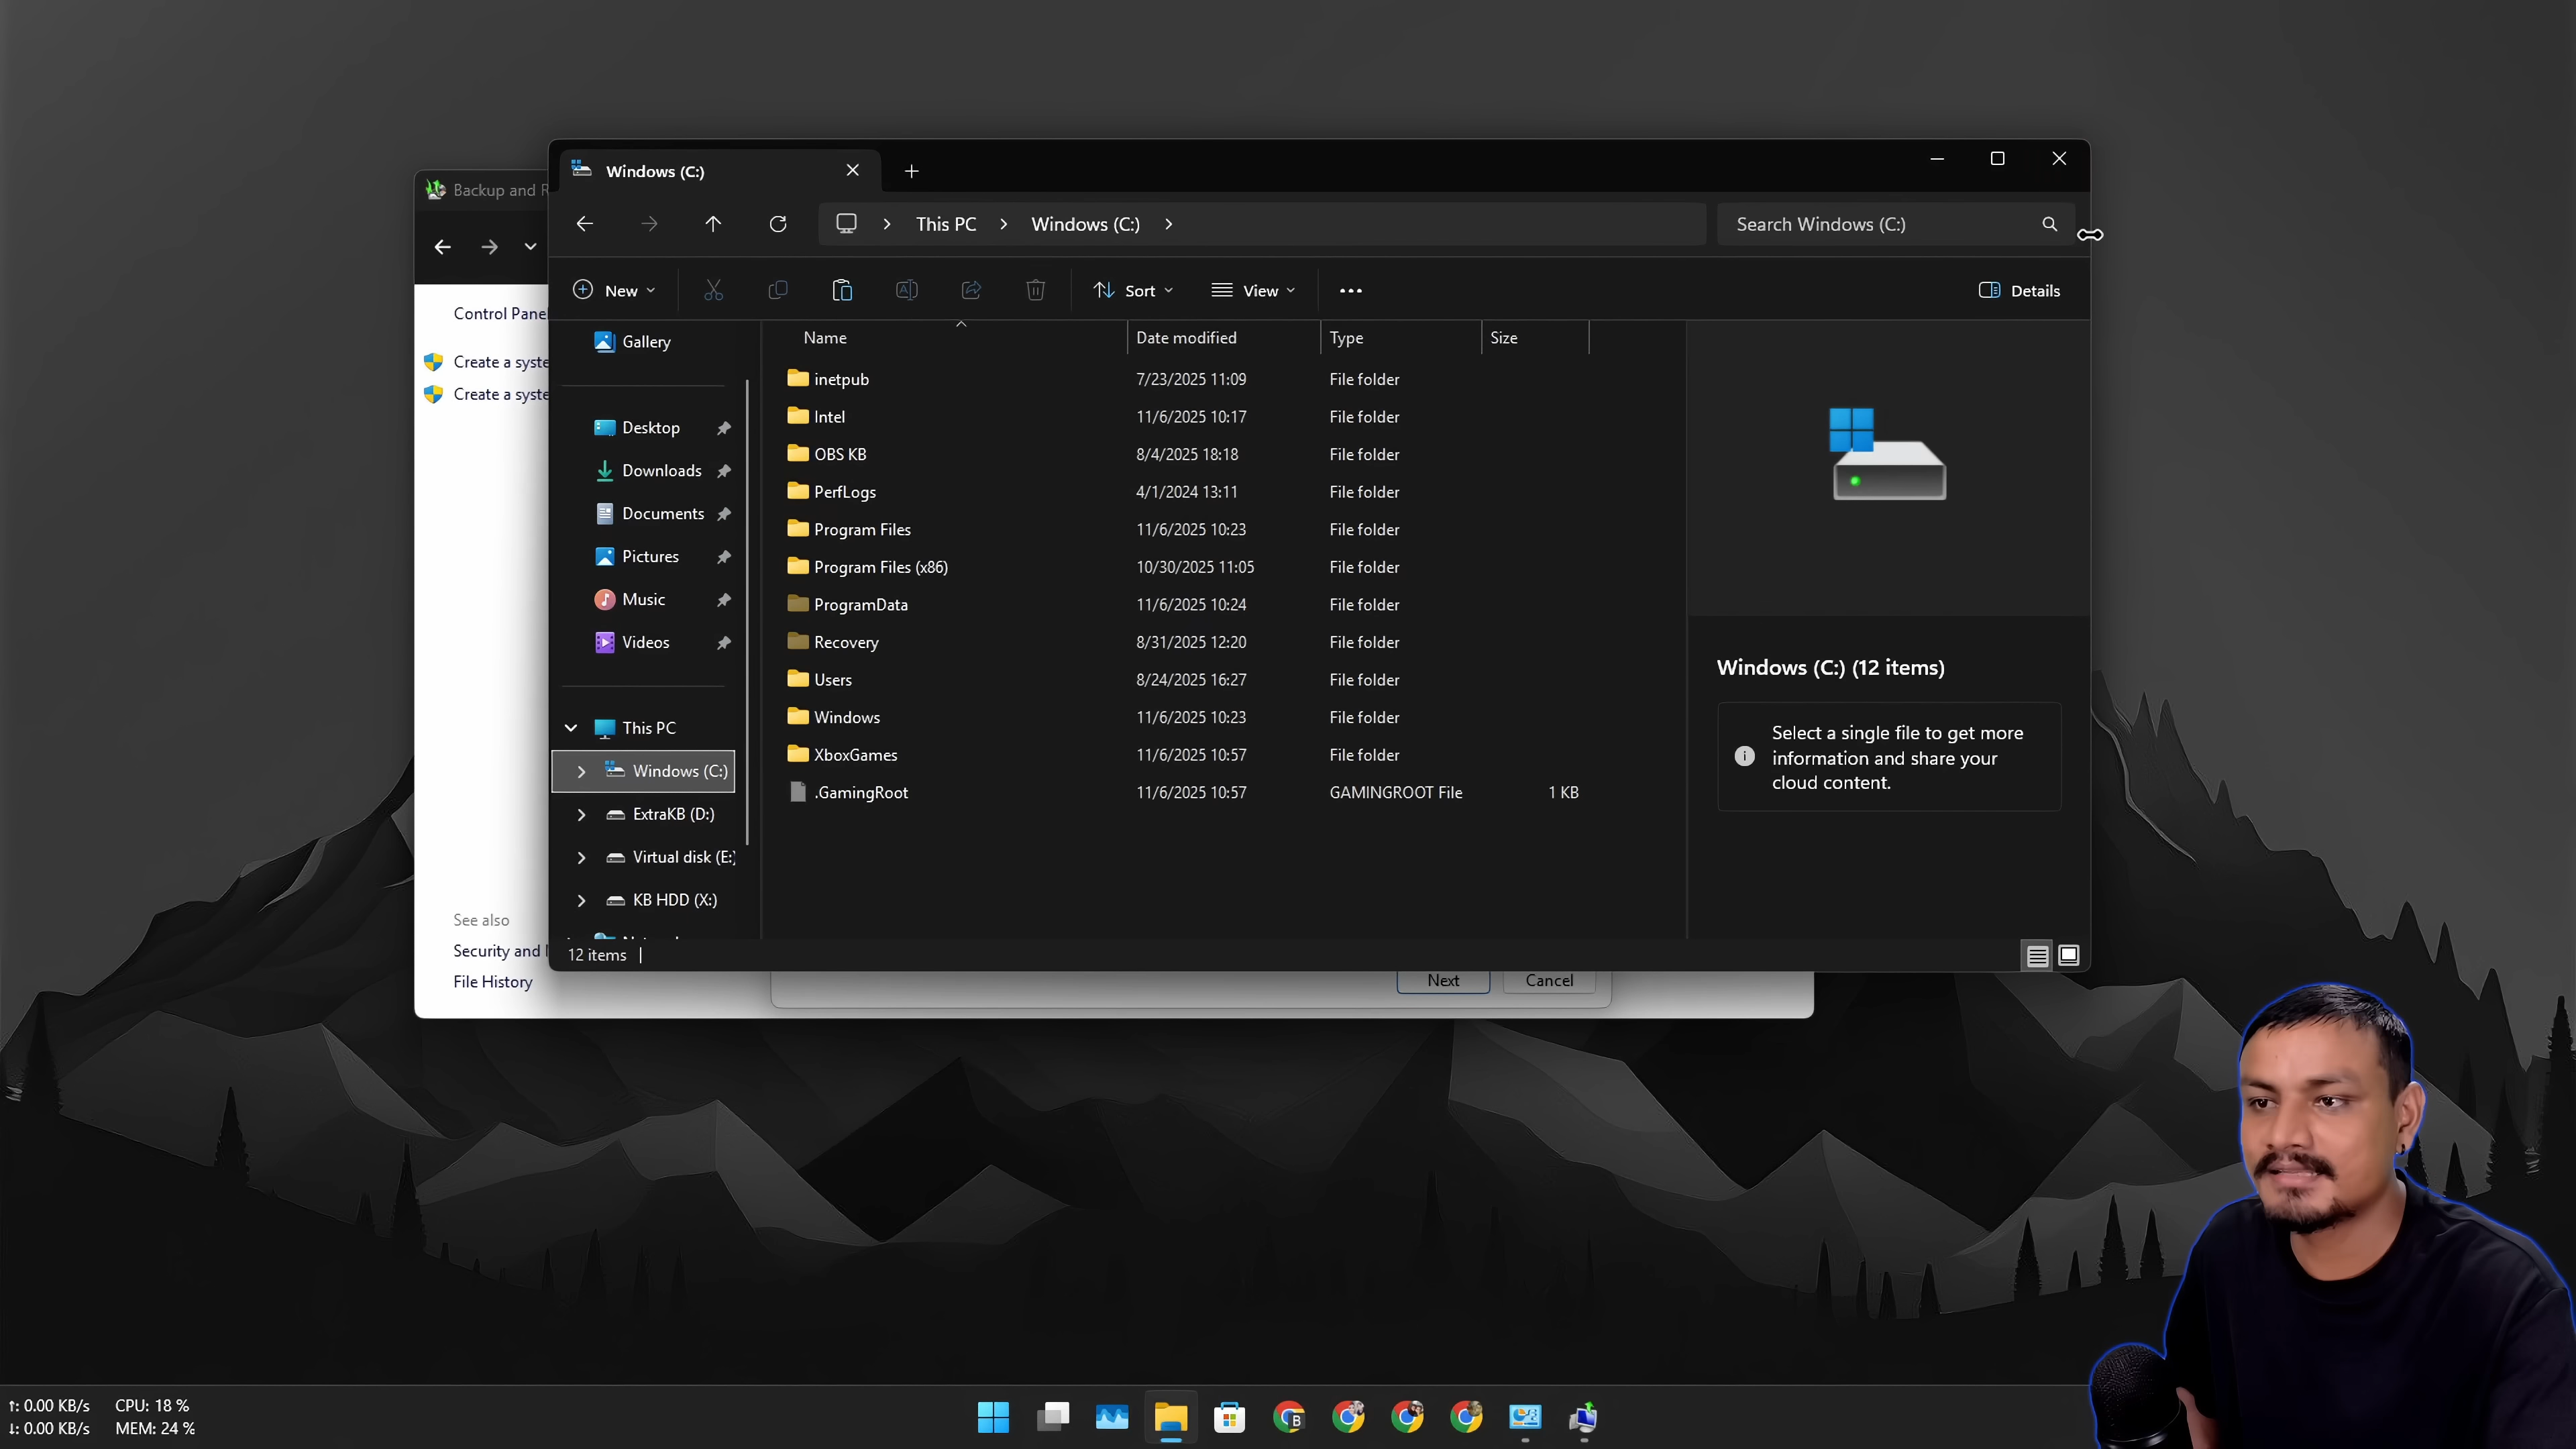 Backup and R
Control Pane
Create a syste
Create a syste
See also
Security and
File History
Windows (C:)
This PC
Windows (C:)
Search Windows (C:)
New
Sort
View
Details
Gallery
Desktop
Downloads
Documents
Pictures
Music
Videos
This PC
Windows (C:)
ExtraKB (D:)
Virtual disk (E:)
KB HDD (X:)
Name Date modified Type Size
inetpub 7/23/2025 11:09 File folder
Intel 11/6/2025 10:17 File folder
OBS KB 8/4/2025 18:18 File folder
PerfLogs 4/1/2024 13:11 File folder
Program Files 11/6/2025 10:23 File folder
Program Files (x86) 10/30/2025 11:05 File folder
ProgramData 11/6/2025 10:24 File folder
Recovery 8/31/2025 12:20 File folder
Users 8/24/2025 16:27 File folder
Windows 11/6/2025 10:23 File folder
XboxGames 11/6/2025 10:57 File folder
.GamingRoot 11/6/2025 10:57 GAMINGROOT File 1 KB
Windows (C:) (12 items)
Select a single file to get more
information and share your
cloud content.
12 items
Next Cancel
↑: 0.00 KB/s CPU: 18 %
↓: 0.00 KB/s MEM: 24 %
B